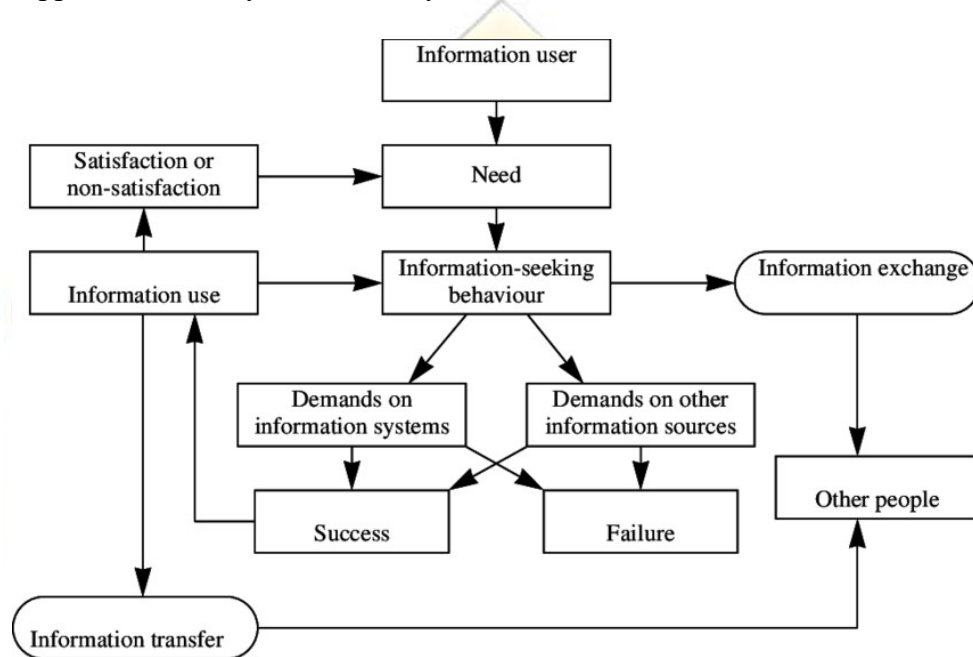 Information user
Satisfaction or
non-satisfaction
Need
Information use
Information-seeking
behaviour
Information exchange
Demands on
information systems
Demands on other
information sources
Success
Failure
Other people
Information transfer